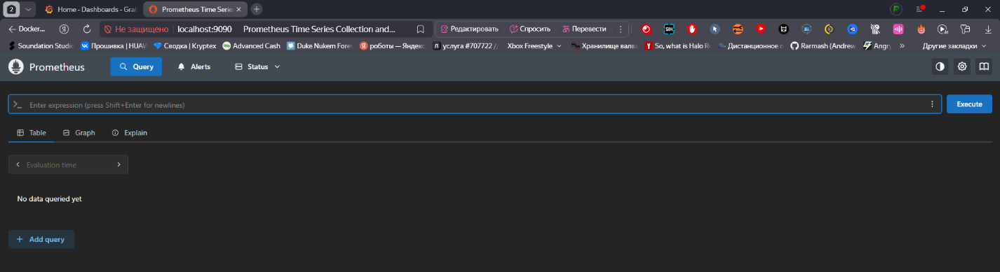 2 Home - Dashboards - Graf Prometheus Time Serie
Docker... Не защищено localhost:9090 Prometheus Time Series Collection and... Редактировать Спросить Перевести
Soundation Studio Прошивка | HUAW Сводка | Kryptex Advanced Cash Duke Nukem Forev роботы — Яндекс услуга #707722 // Xbox Freestyle Хранилище валва So, what is Halo Re Дистанционное о Rarmash (Andrew Angry Другие закладки
Prometheus Query Alerts Status
>_ Enter expression (press Shift+Enter for newlines) Execute
Table Graph Explain
Evaluation time
No data queried yet
+ Add query